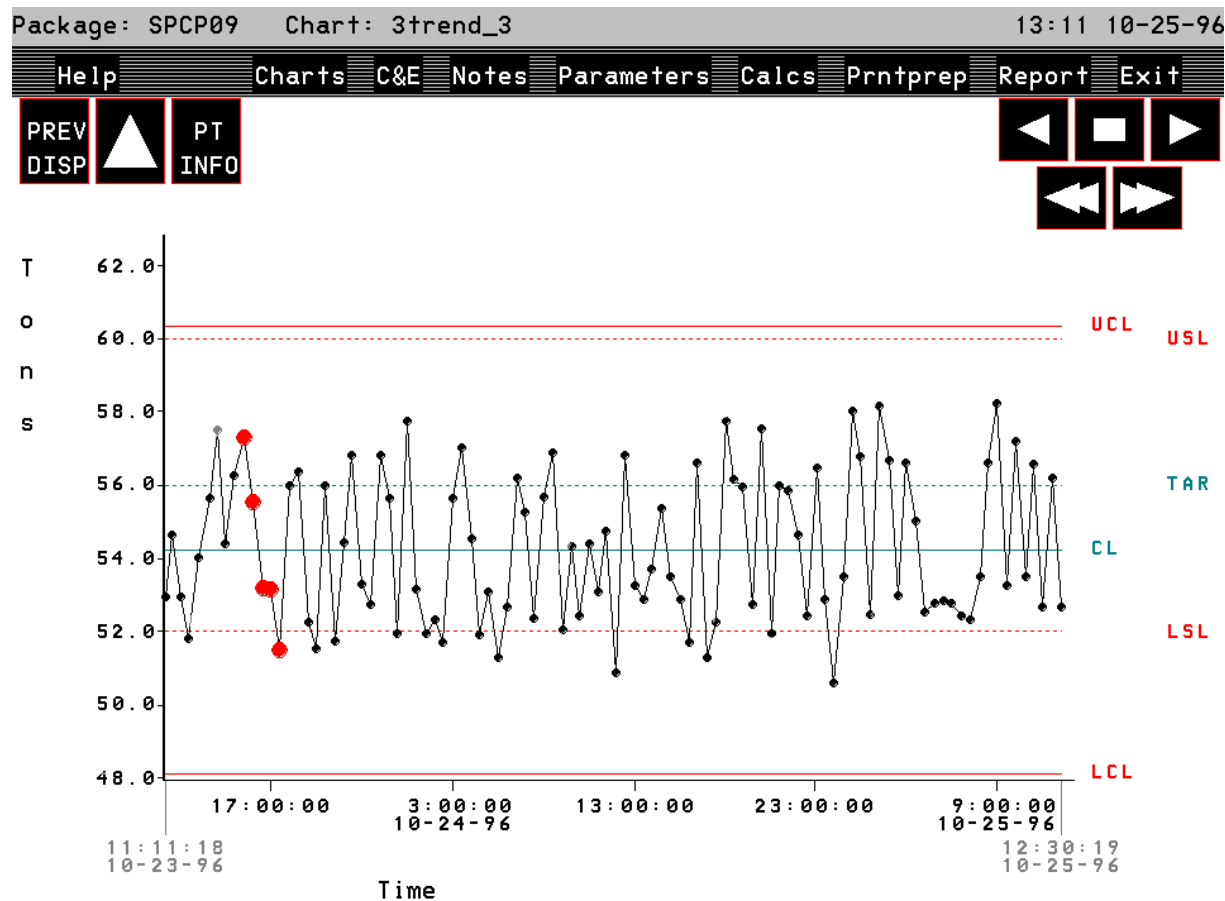 Package: SPCP09 Chart: 3trend_3 13:11 10-25-96
Help Charts C&E Notes Parameters Calcs Prntprep Report Exit
PREV DISP
PT INFO
Tons
62.0
60.0
58.0
56.0
54.0
52.0
50.0
48.0
UCL
USL
TAR
CL
LSL
LCL
17:00:00 3:00:00 13:00:00 23:00:00 9:00:00
10-24-96 10-25-96
11:11:18 12:30:19
10-23-96 10-25-96
Time